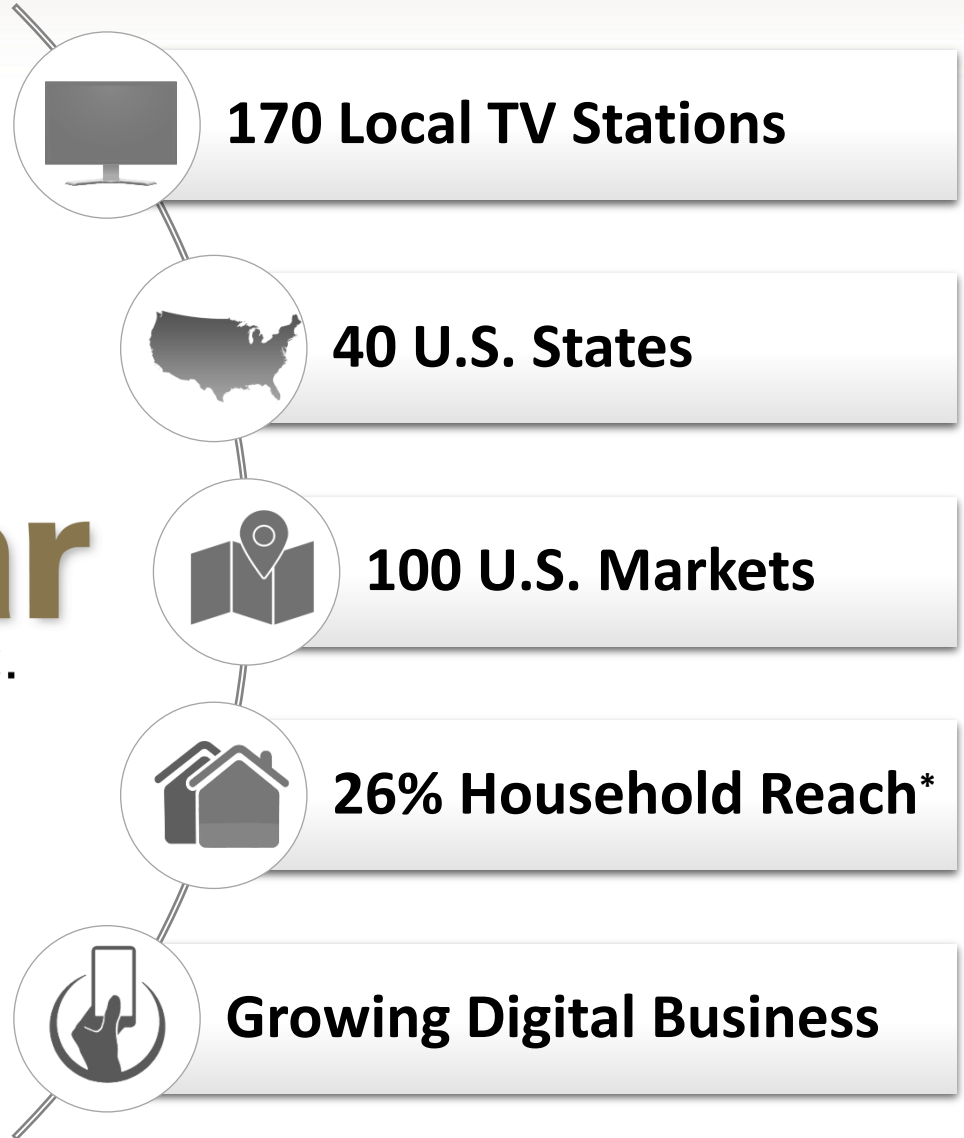 170 Local TV Stations
40 U.S. States
100 U.S. Markets
26% Household Reach*
Growing Digital Business